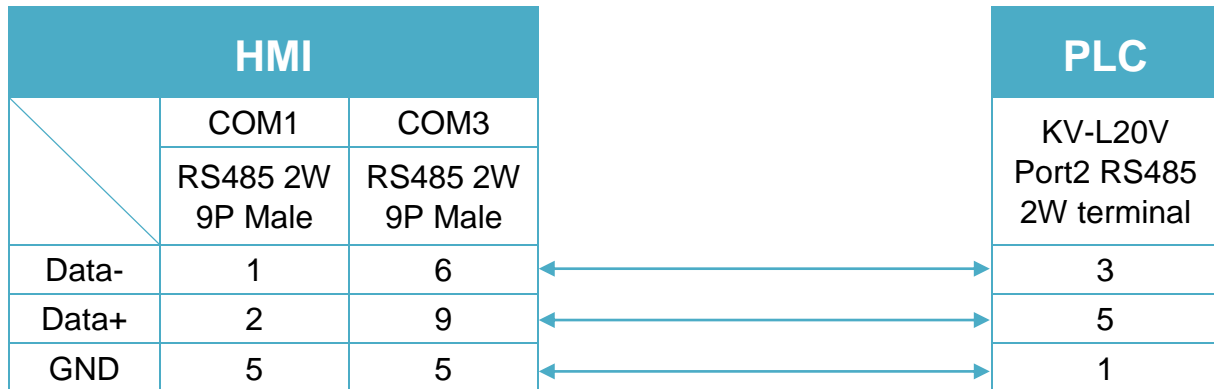 HMI
PLC
COM1 COM3
KV-L20V
Port2 RS485
2W terminal
RS485 2W RS485 2W
9P Male 9P Male
Data- 1 6 3
Data+ 2 9 5
GND 5 5 1